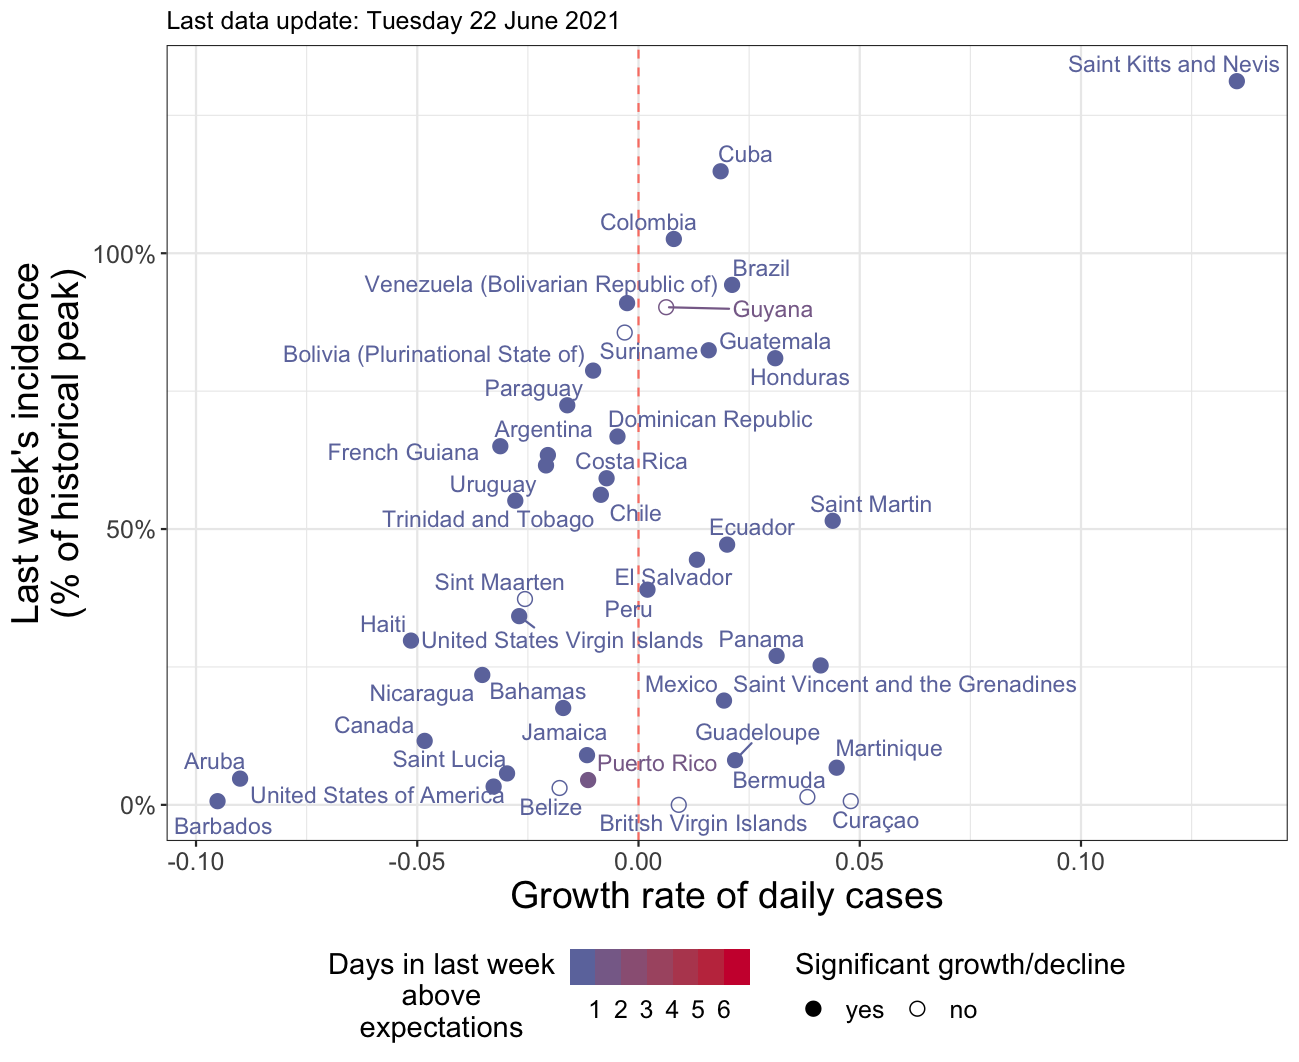 Last data update: Tuesday 22 June 2021
Saint Kitts and Nevis
Cuba
Colombia
Brazil
Venezuela (Bolivarian Republic of)
Guyana
Guatemala
Suriname
Bolivia (Plurinational State of)
Honduras
Paraguay
Dominican Republic
Argentina
French Guiana
Costa Rica
Uruguay
Saint Martin
Chile
Trinidad and Tobago
Ecuador
El Salvador
Sint Maarten
Peru
Haiti
United States Virgin Islands
Panama
Mexico
Saint Vincent and the Grenadines
Nicaragua
Bahamas
Canada
Jamaica
Guadeloupe
Martinique
Saint Lucia
Aruba
Puerto Rico
Bermuda
United States of America
Belize
Curaçao
British Virgin Islands
Barbados
100%
50%
0%
Last week's incidence
(% of historical peak)
-0.10
-0.05
0.00
0.05
0.10
Growth rate of daily cases
Days in last week
above
expectations
1 2 3 4 5 6
Significant growth/decline
yes
no